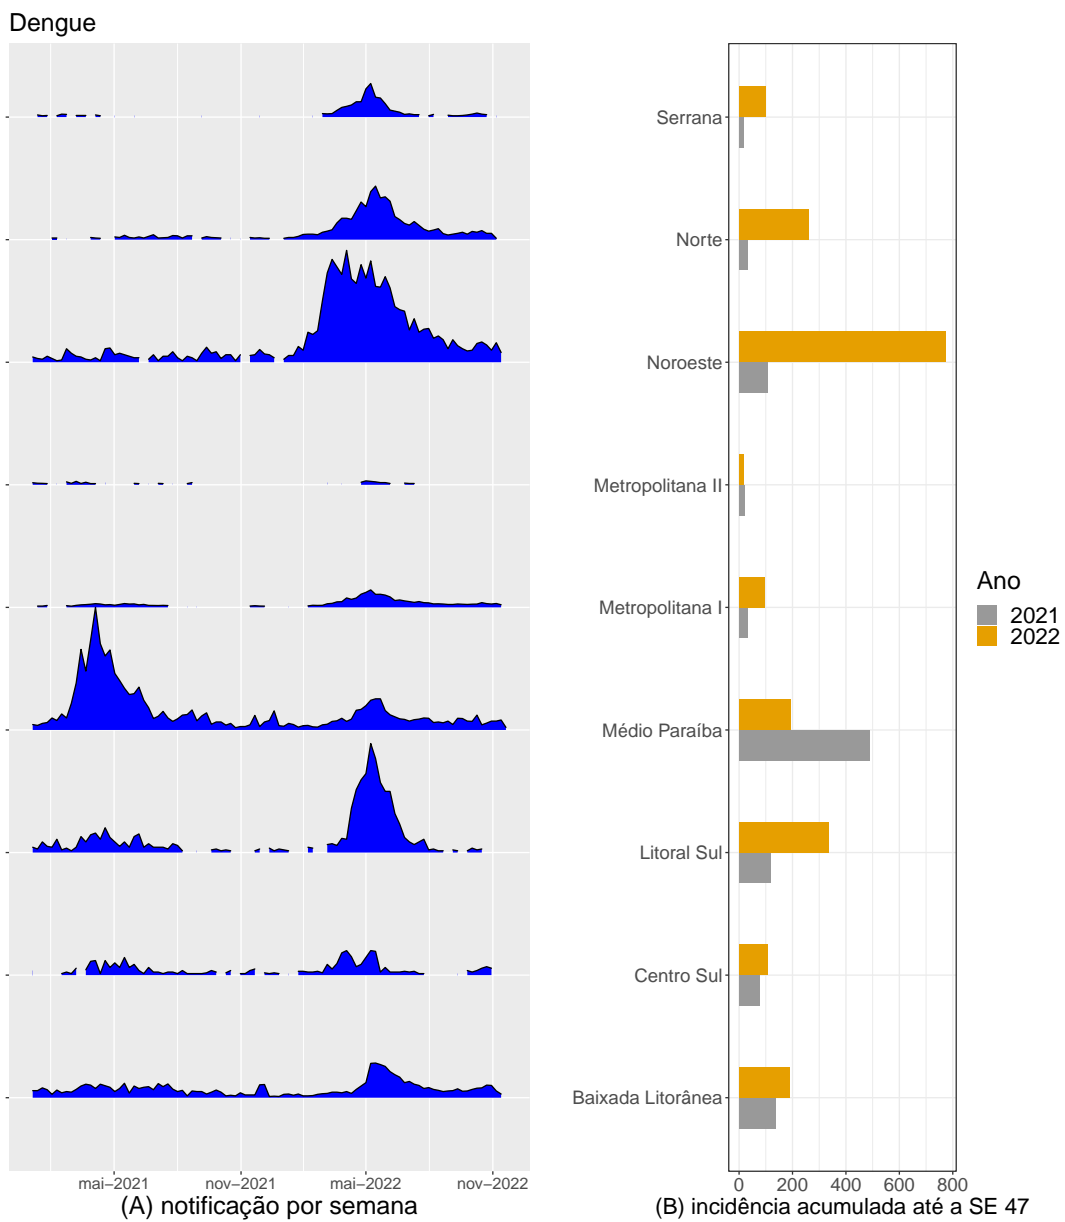 Dengue
Serrana
Norte
Noroeste
Metropolitana II
Metropolitana I
Médio Paraíba
Litoral Sul
Centro Sul
Baixada Litorânea
mai−2021 nov−2021 mai−2022 nov−2022
(A) notificação por semana
0 200 400 600 800
(B) incidência acumulada até a SE 47
Ano
2021
2022